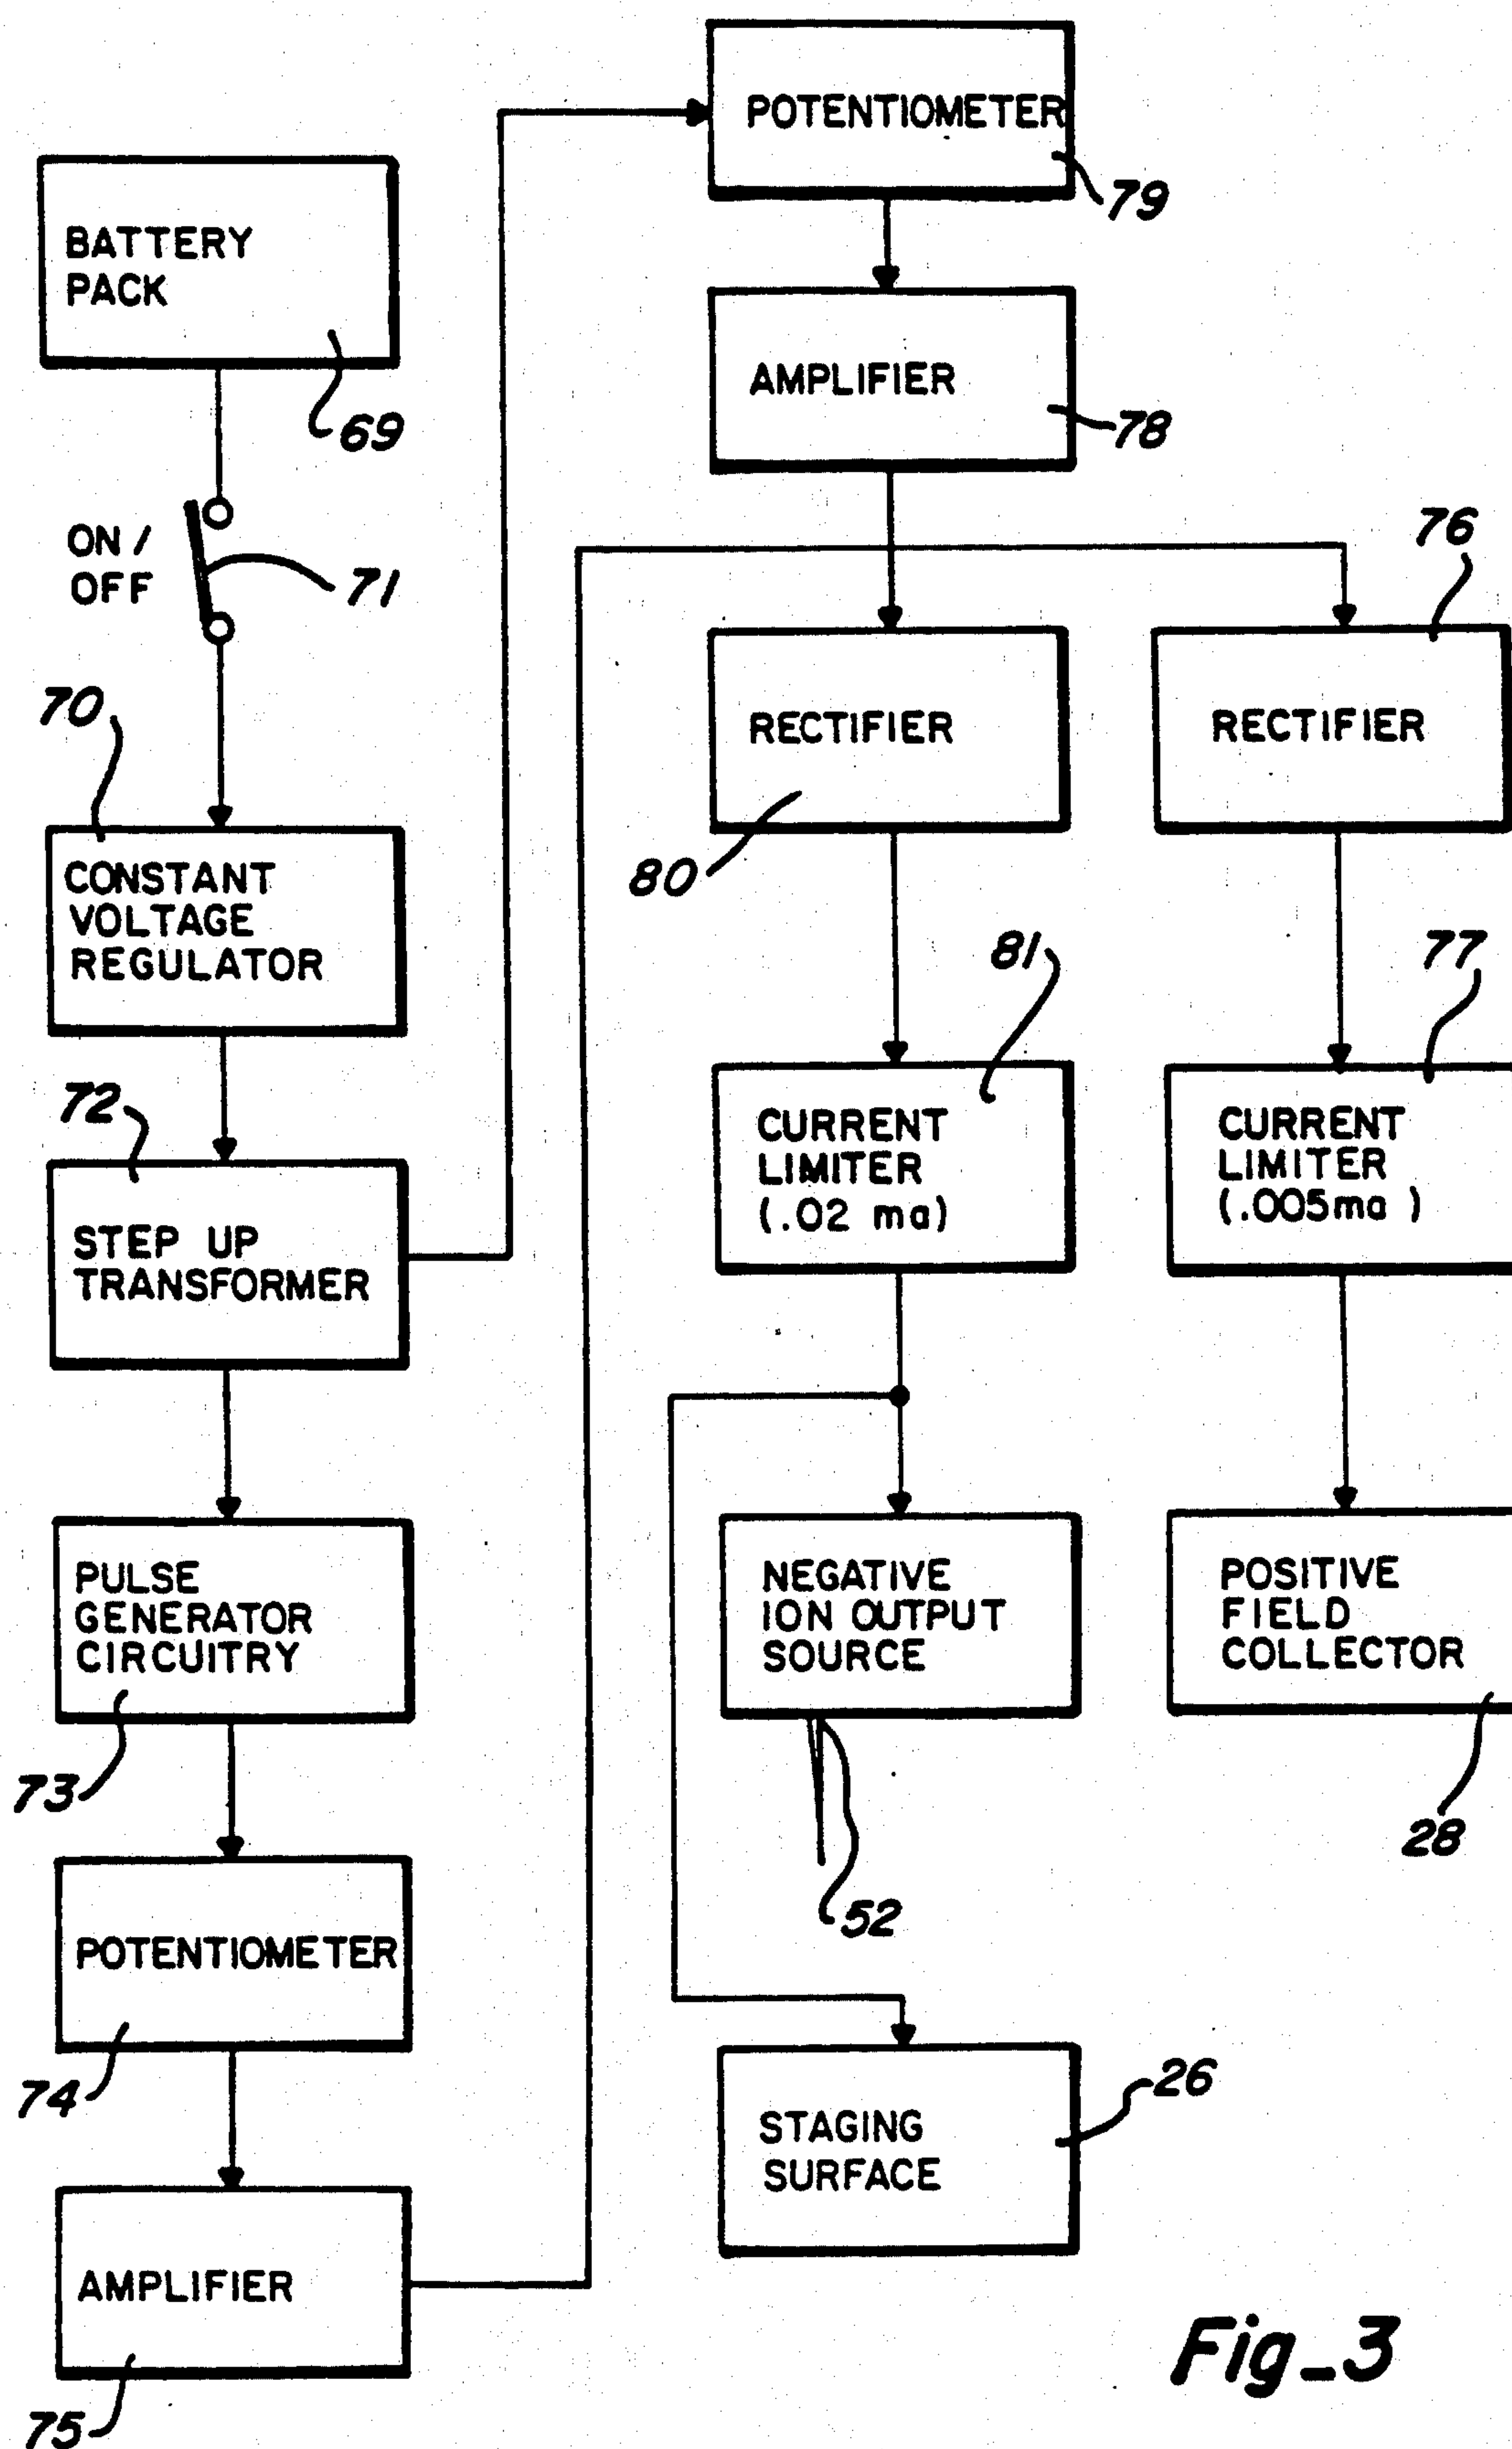 BATTERY
PACK
69
ON /
OFF
71
70
CONSTANT
VOLTAGE
REGULATOR
72
STEP UP
TRANSFORMER
PULSE
GENERATOR
CIRCUITRY
73
POTENTIOMETER
74
AMPLIFIER
75
POTENTIOMETER
79
AMPLIFIER
78
RECTIFIER
80
81
CURRENT
LIMITER
(.02 ma)
NEGATIVE
ION OUTPUT
SOURCE
52
STAGING
SURFACE
26
76
RECTIFIER
77
CURRENT
LIMITER
(.005ma )
POSITIVE
FIELD
COLLECTOR
28
Fig_3